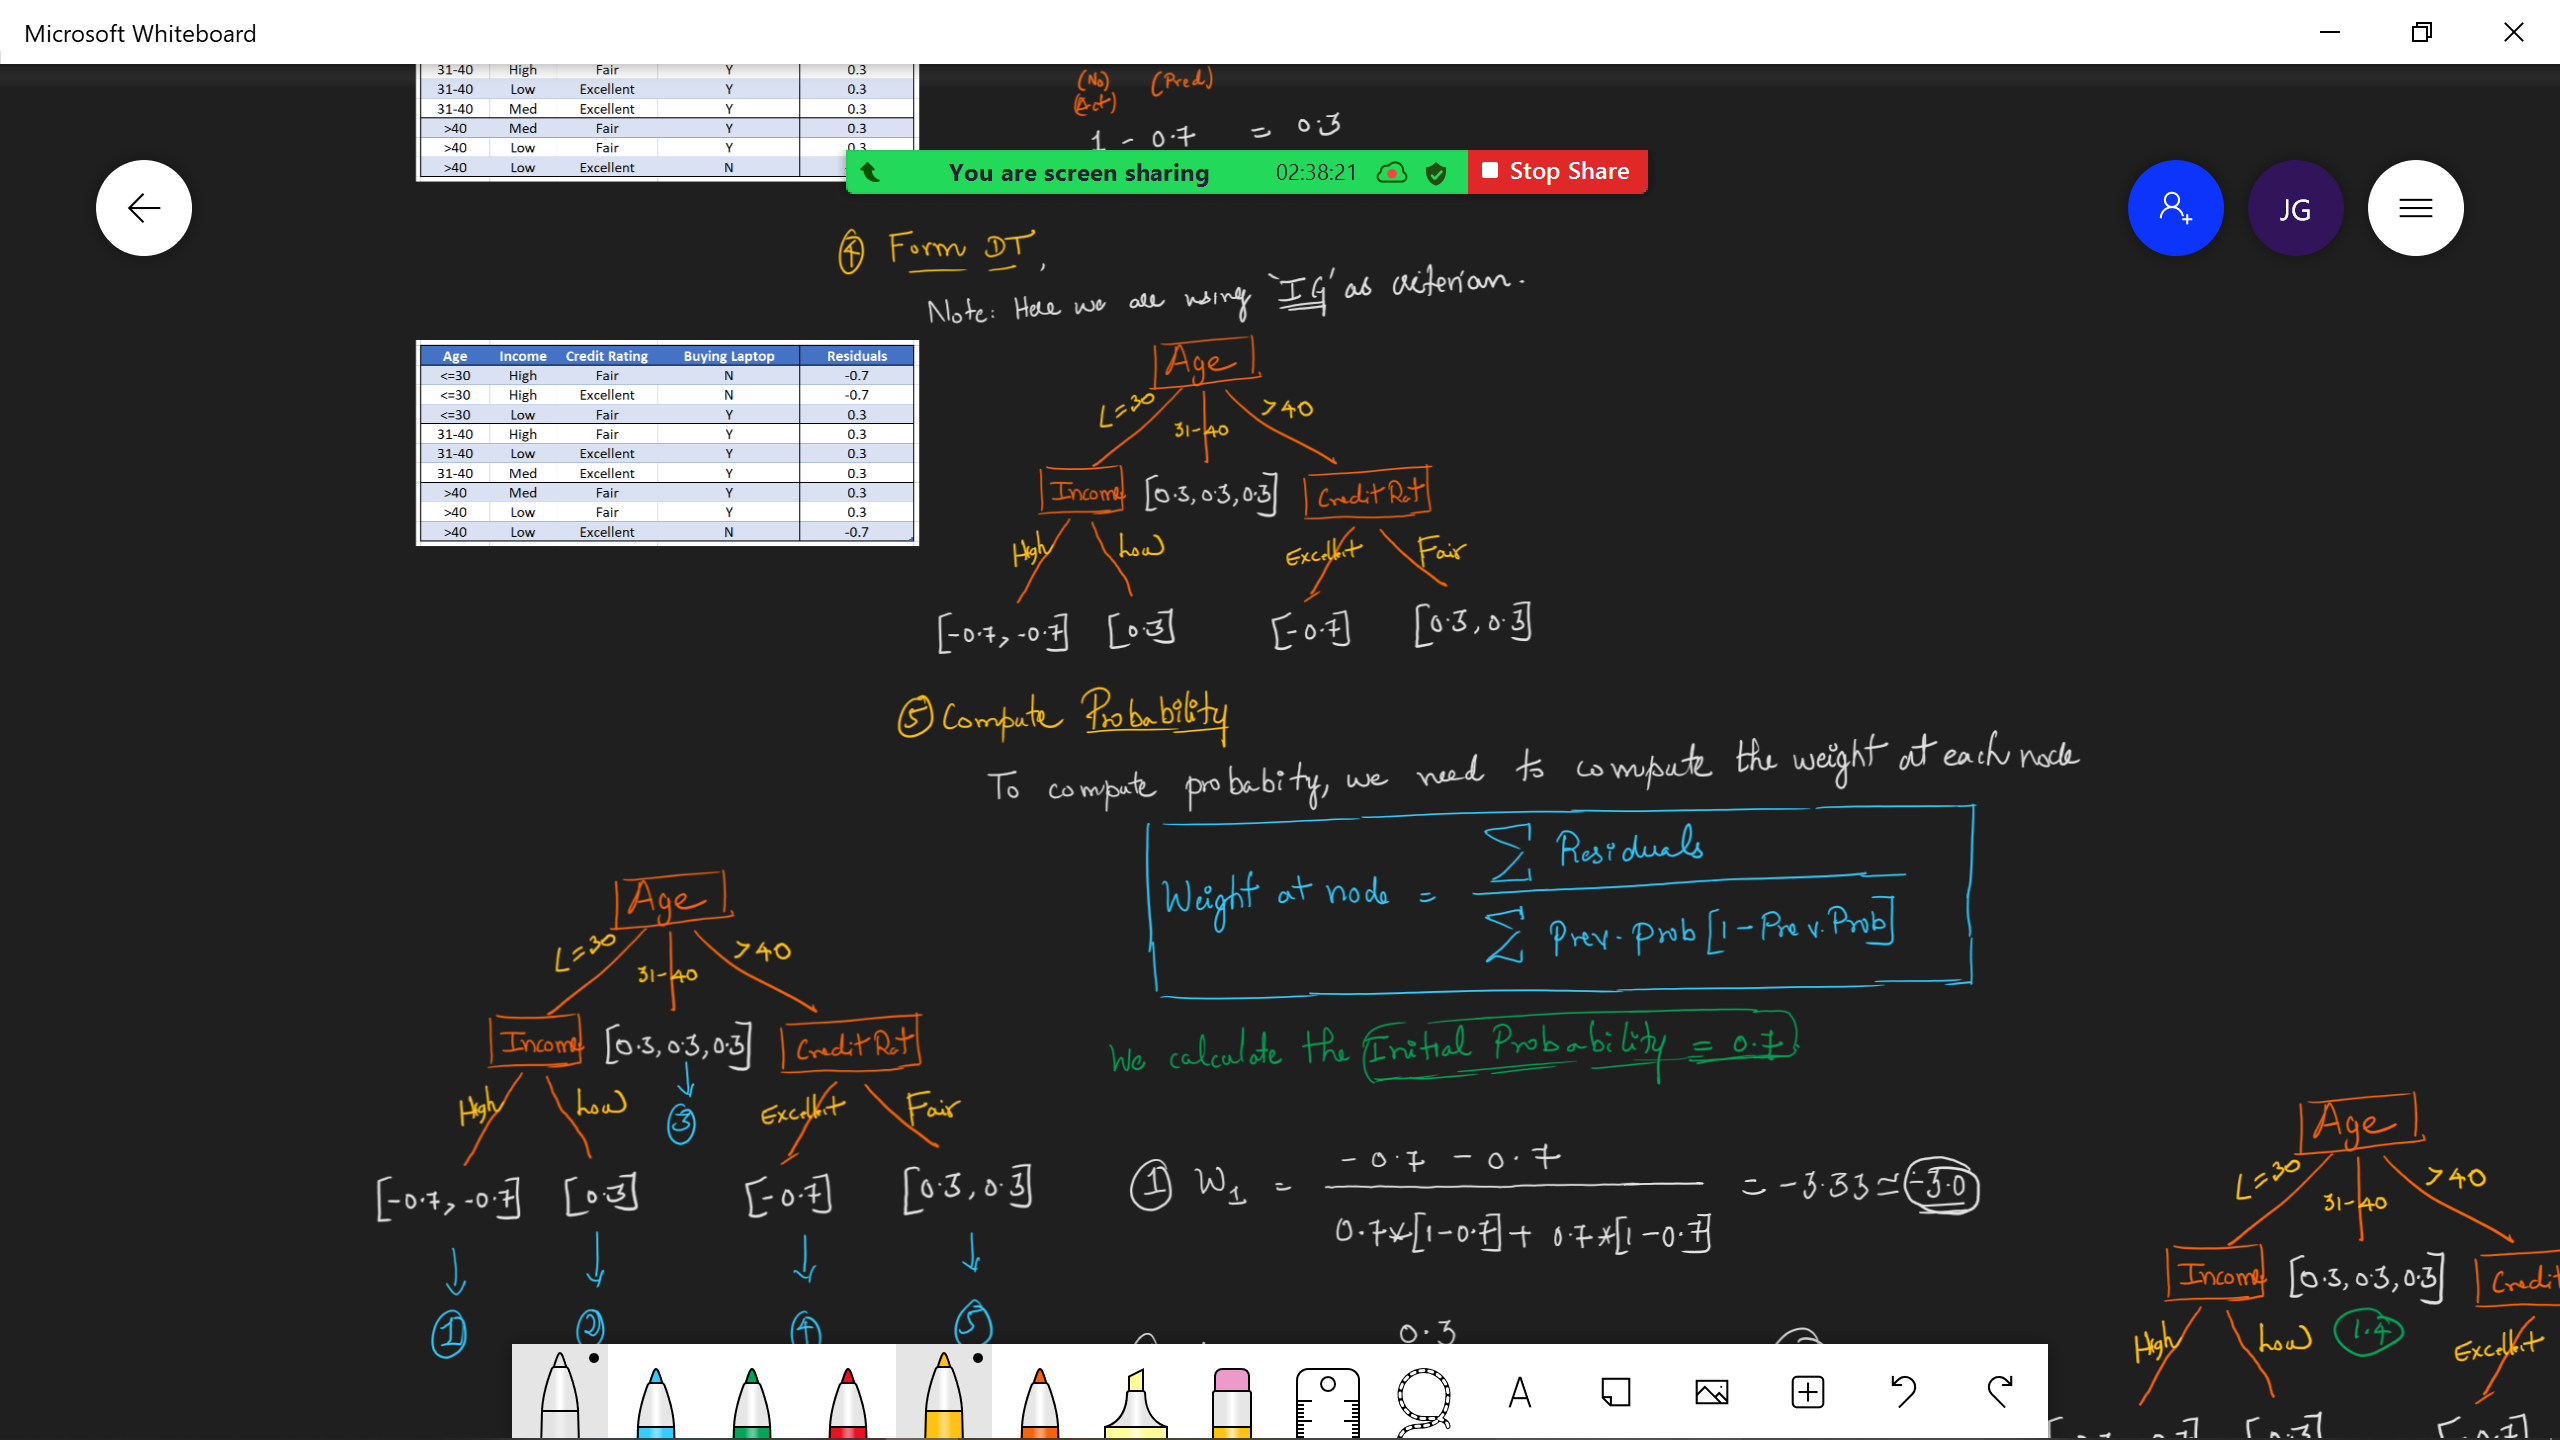 Microsoft Whiteboard
31-40 High Fair Y 0.3
31-40 Low Excellent Y 0.3
31-40 Med Excellent Y 0.3
>40 Med Fair Y 0.3
>40 Low Fair Y 0.3
>40 Low Excellent N
(No) (Pred.)
(Act)
1 - 0.7 = 0.3
You are screen sharing 02:38:21 Stop Share
JG
④ Form DT,
Note: Here we are using 'IG' as criterian.
Age Income Credit Rating Buying Laptop Residuals
<=30 High Fair N -0.7
<=30 High Excellent N -0.7
<=30 Low Fair Y 0.3
31-40 High Fair Y 0.3
31-40 Low Excellent Y 0.3
31-40 Med Excellent Y 0.3
>40 Med Fair Y 0.3
>40 Low Fair Y 0.3
>40 Low Excellent N -0.7
Age
L=30 31-40 >40
Income [0.3, 0.3, 0.3] Credit Rat
High Low Excellent Fair
[-0.7, -0.7] [0.3] [-0.7] [0.3, 0.3]
⑤ Compute Probability
To compute probabity, we need to compute the weight at each node
Weight at node = ∑ Residuals
∑ Prev. Prob [1 - Prev. Prob]
We calculate the Initial Probability = 0.7
Age
L=30 31-40 >40
Income [0.3, 0.3, 0.3] Credit Rat
③
High Low Excellent Fair
[-0.7, -0.7] [0.3] [-0.7] [0.3, 0.3]
① ② ④ ⑤
① W1 = -0.7 - 0.7 = -3.33 ≃ -3.0
0.7*[1-0.7] + 0.7*[1-0.7]
0.3
Age
L=30 31-40 >40
Income [0.3, 0.3, 0.3] Credit
1.4
High Low Excellent